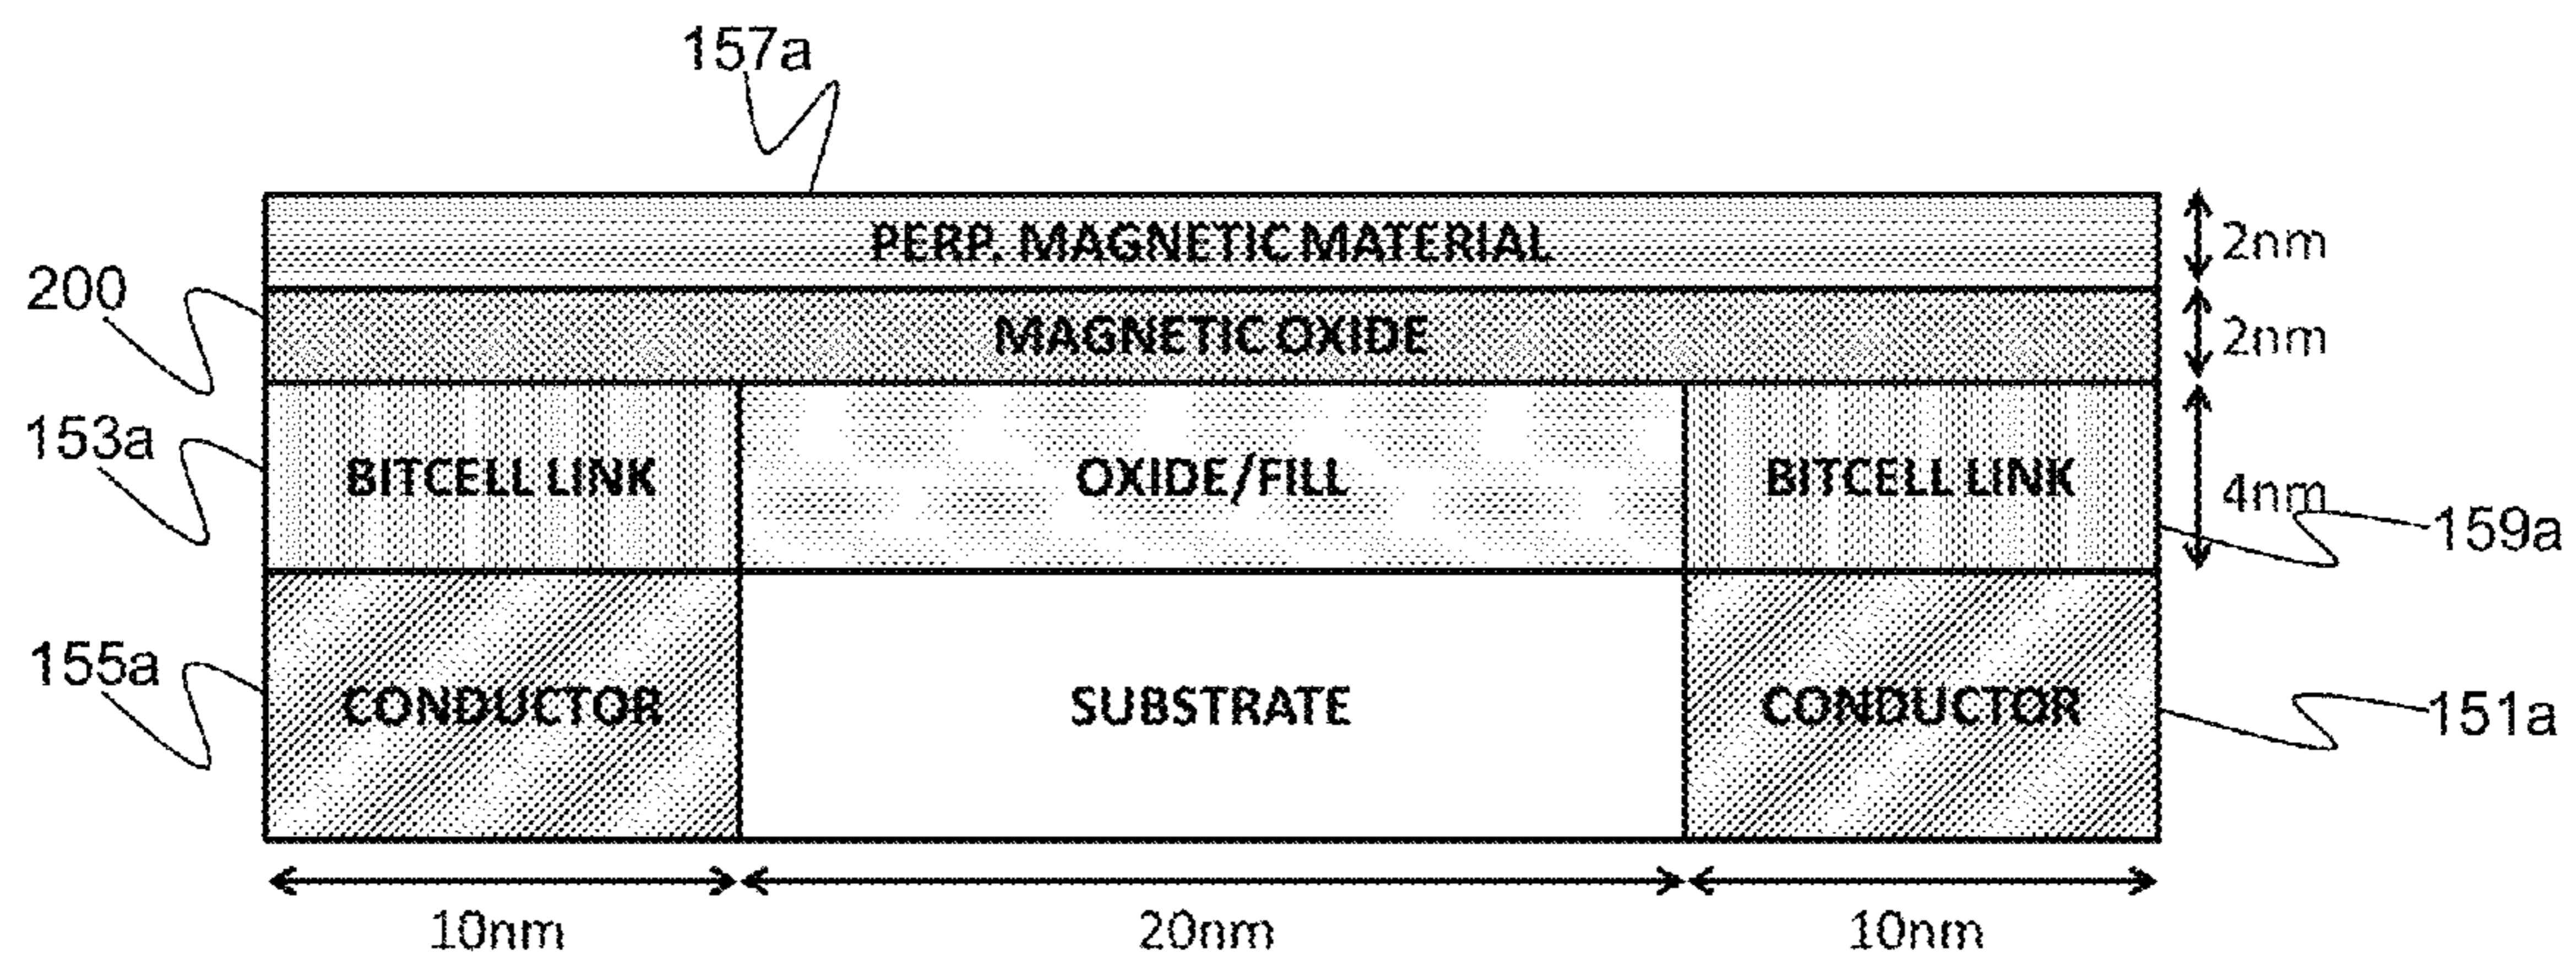 157a
PERP. MAGNETIC MATERIAL
2nm
200
MAGNETIC OXIDE
2nm
153a
BITCELL LINK
OXIDE/FILL
BITCELL LINK
4nm
159a
155a
CONDUCTOR
SUBSTRATE
CONDUCTOR
151a
10nm
20nm
10nm